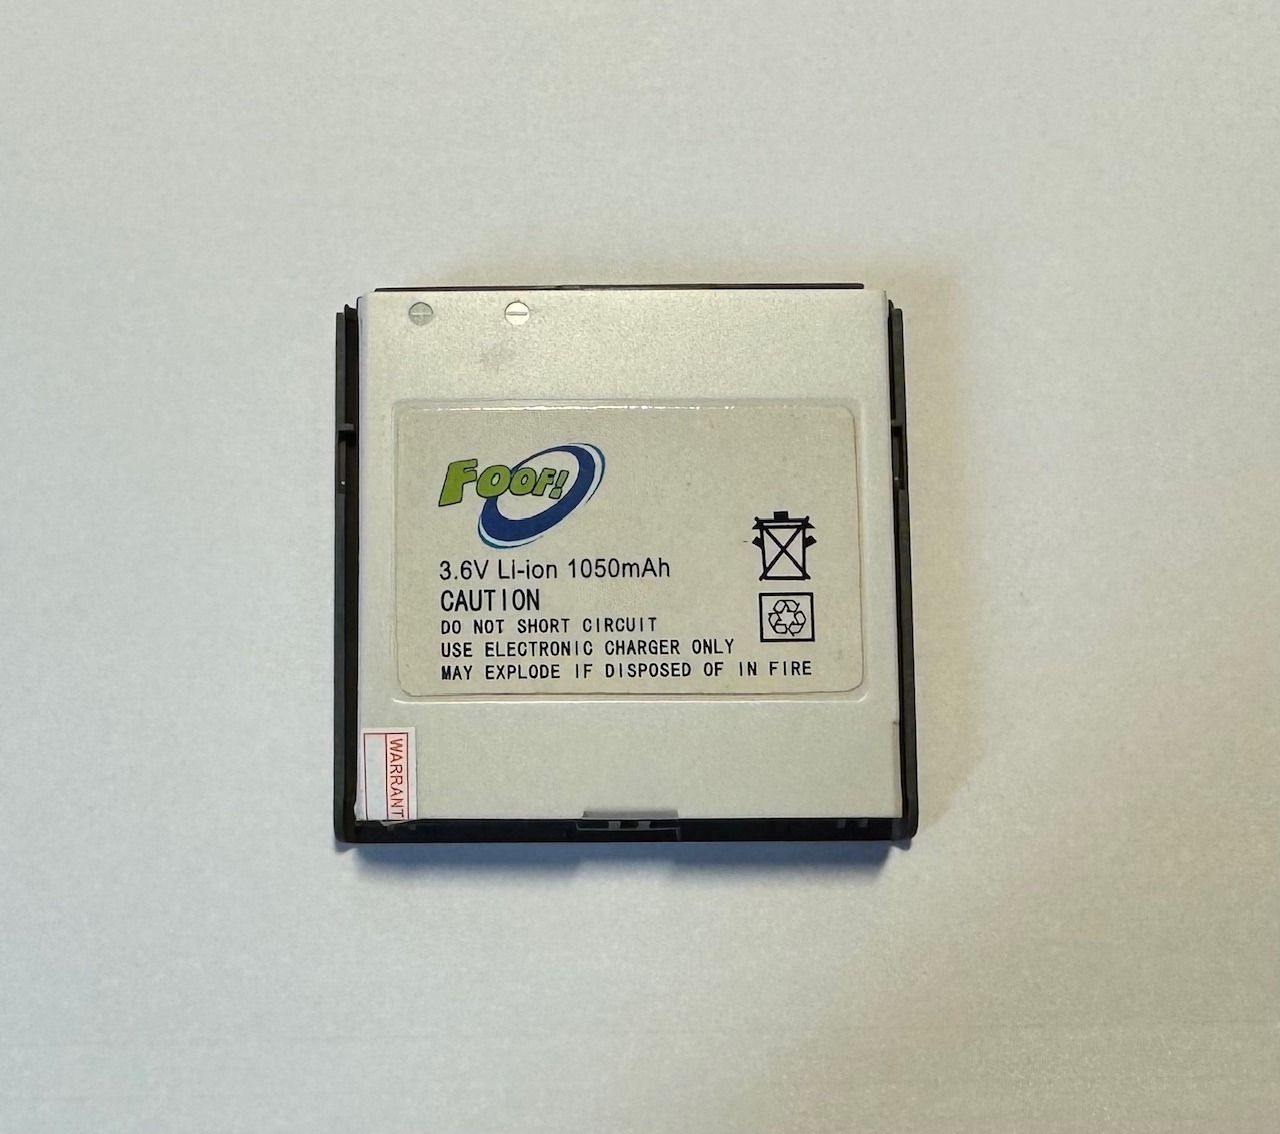 + −
FOOF!
3.6V Li-ion 1050mAh
CAUTION
DO NOT SHORT CIRCUIT
USE ELECTRONIC CHARGER ONLY
MAY EXPLODE IF DISPOSED OF IN FIRE
WARRANT